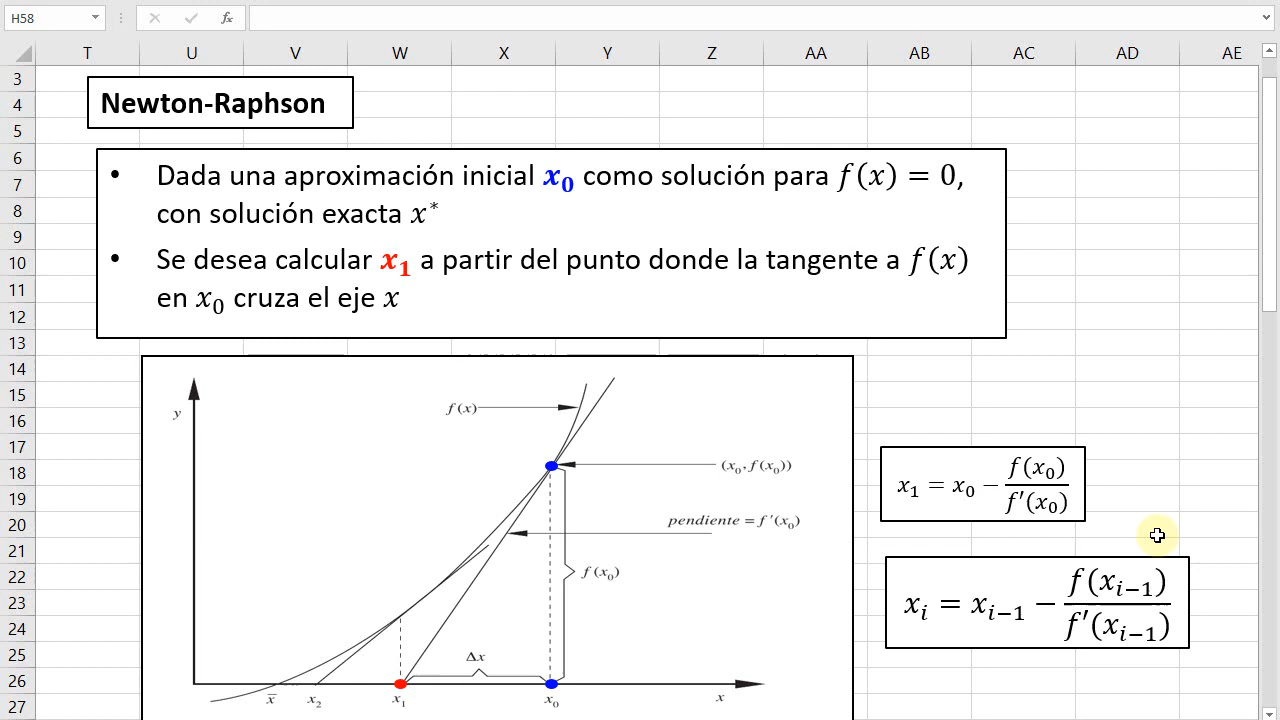 H58
fx
T U V W X Y Z AA AB AC AD AE
3
4
5
6
7
8
9
10
11
12
13
14
15
16
17
18
19
20
21
22
23
24
25
26
27
Newton-Raphson
• Dada una aproximación inicial x₀ como solución para f(x) = 0,
con solución exacta x*
• Se desea calcular x₁ a partir del punto donde la tangente a f(x)
en x₀ cruza el eje x
y
f(x)
(x₀, f(x₀))
pendiente = f'(x₀)
f(x₀)
Δx
x̅ x₂ x₁ x₀ x
x₁ = x₀ − f(x₀) / f'(x₀)
xᵢ = xᵢ₋₁ − f(xᵢ₋₁) / f'(xᵢ₋₁)